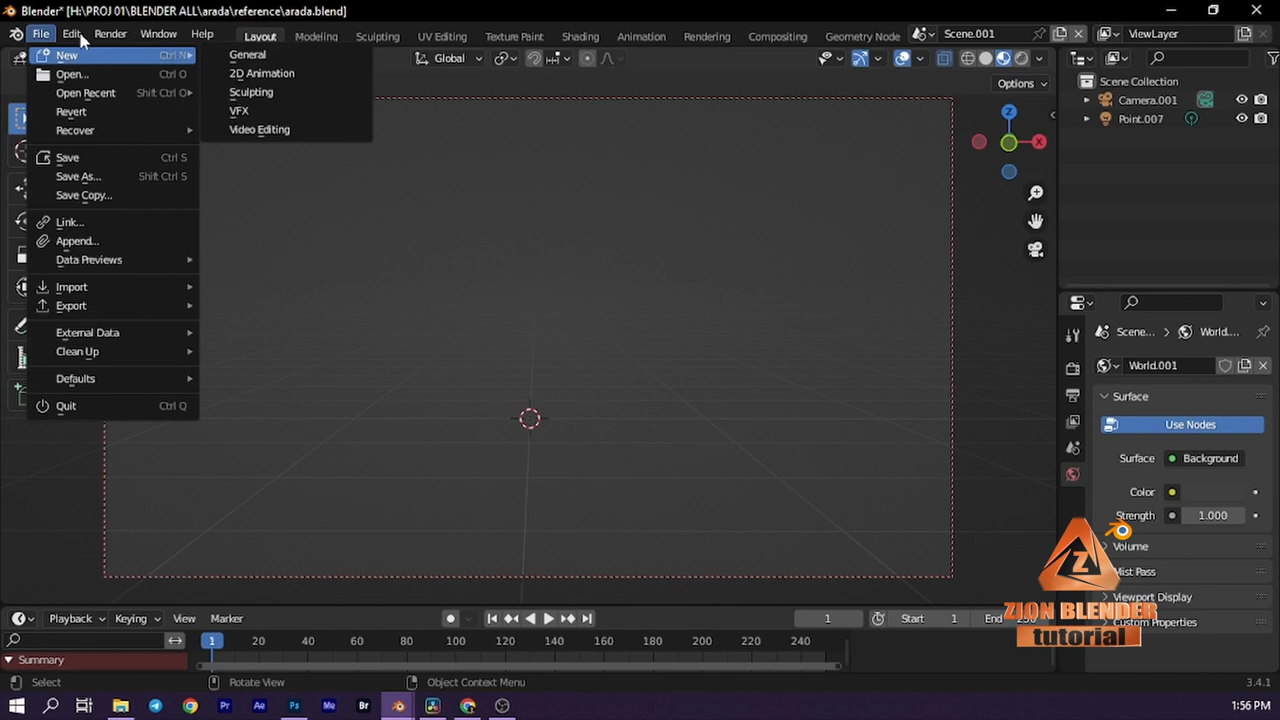 Blender* [H:\PROJ 01\BLENDER ALL\arada\reference\arada.blend]
File Edit Render Window Help Layout Modeling Sculpting UV Editing Texture Paint Shading Animation Rendering Compositing Geometry Node Scene.001 ViewLayer
New Ctrl N
Open... Ctrl O
Open Recent Shift Ctrl O
Revert
Recover
Save Ctrl S
Save As... Shift Ctrl S
Save Copy...
Link...
Append...
Data Previews
Import
Export
External Data
Clean Up
Defaults
Quit Ctrl Q
General
2D Animation
Sculpting
VFX
Video Editing
Global
Options
Z
X
Scene Collection
Camera.001
Point.007
Scene... World....
World.001
Surface
Use Nodes
Surface Background
Color
Strength 1.000
Volume
Mist Pass
Viewport Display
Custom Properties
Z
ZION BLENDER
tutorial
Playback Keying View Marker 1 Start 1 End 250
1 20 40 60 80 100 120 140 160 180 200 220 240
Summary
Select Rotate View Object Context Menu 3.4.1
Pr Ae Ps Me Br 1:56 PM